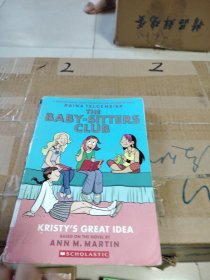 2
2
RAINA TELGEMEIER
THE
BABY-SITTERS
CLUB
KRISTY'S GREAT IDEA
BASED ON THE NOVEL BY
ANN M. MARTIN
SCHOLASTIC